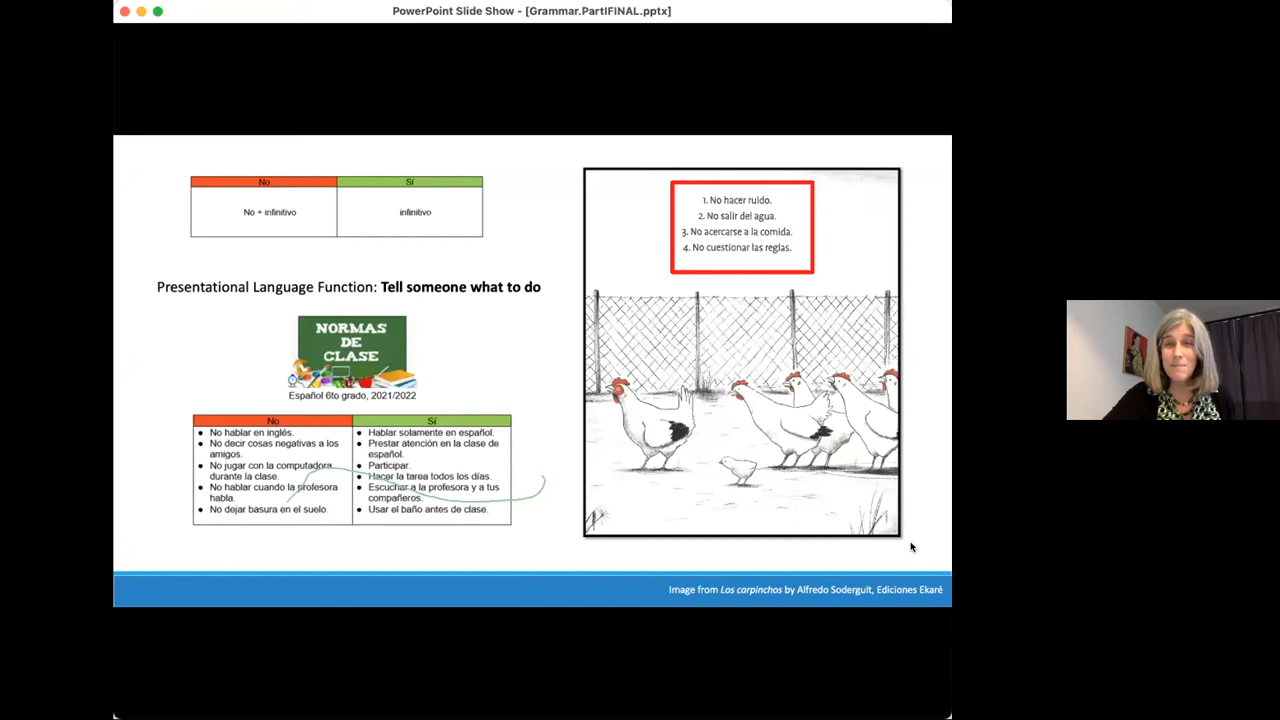 PowerPoint Slide Show - [Grammar.PartIFINAL.pptx]
No
Sí
No + infinitivo
infinitivo
Presentational Language Function: Tell someone what to do
NORMAS
DE
CLASE
Español 6to grado, 2021/2022
No
● No hablar en inglés.
● No decir cosas negativas a los
amigos.
● No jugar con la computadora
durante la clase.
● No hablar cuando la profesora
habla.
● No dejar basura en el suelo.
Sí
● Hablar solamente en español.
● Prestar atención en la clase de
español.
● Participar.
● Hacer la tarea todos los días.
● Escuchar a la profesora y a tus
compañeros.
● Usar el baño antes de clase.
1. No hacer ruido.
2. No salir del agua.
3. No acercarse a la comida.
4. No cuestionar las reglas.
Image from Los carpinchos by Alfredo Soderguit, Ediciones Ekaré